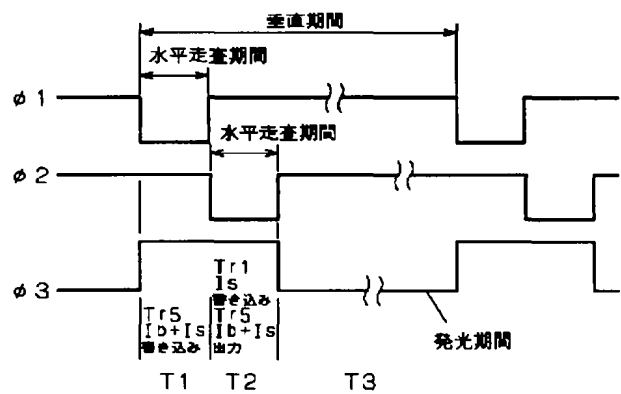 垂直期間
水平走査期間
φ1
水平走査期間
φ2
φ3
Tr1
Is
書き込み
Tr5
Ib+Is
書き込み
Tr5
Ib+Is
出力
発光期間
T1
T2
T3